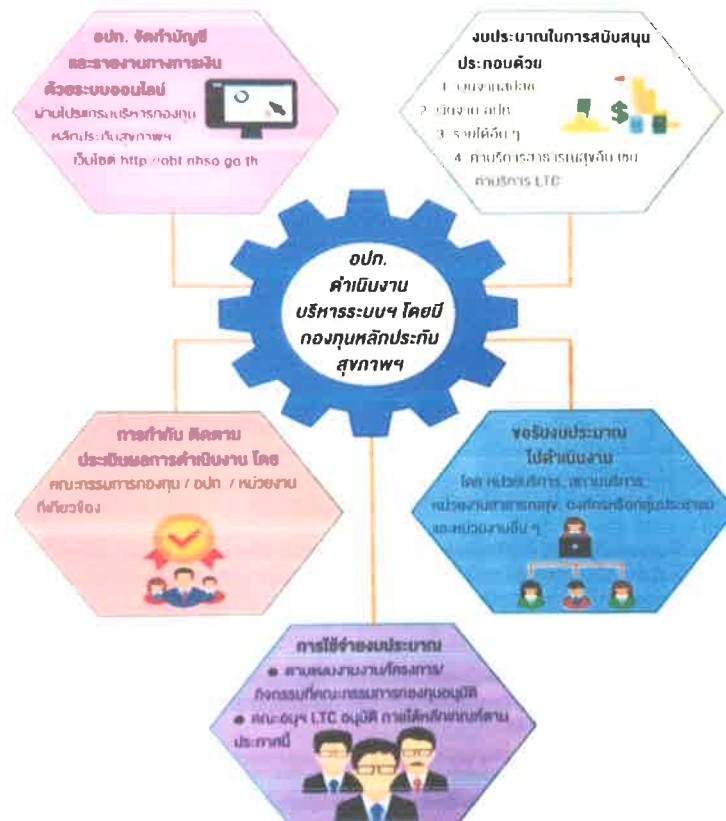 อปท. จัดทำบัญชี
และรายงานทางการเงิน
ด้วยระบบออนไลน์
ผ่านโปรแกรมบริหารกองทุน
หลักประกันสุขภาพฯ
เว็บไซต์ http://obt.nhso.go.th
งบประมาณในการสนับสนุน
ประกอบด้วย
1. เงินจากสปสช
2. เงินจาก อปท.
3. รายได้อื่น ๆ
4. ค่าบริการสาธารณสุขอื่น เช่น
ค่าบริการ LTC
อปท.
ดำเนินงาน
บริหารระบบฯ โดยมี
กองทุนหลักประกัน
สุขภาพฯ
การกำกับ ติดตาม
ประเมินผลการดำเนินงาน โดย
คณะกรรมการกองทุน / อปท. / หน่วยงาน
ที่เกี่ยวข้อง
ขอรับงบประมาณ
ไปดำเนินงาน
โดย หน่วยบริการ, สถานบริการ,
หน่วยงานสาธารณสุข, องค์กรหรือกลุ่มประชาชน
และหน่วยงานอื่น ๆ
การใช้จ่ายงบประมาณ
● ตามแผนงานงาน/โครงการ/
กิจกรรมที่คณะกรรมการกองทุนอนุมัติ
● คณะอนุฯ LTC อนุมัติ ภายใต้หลักเกณฑ์ตาม
ประกาศนี้